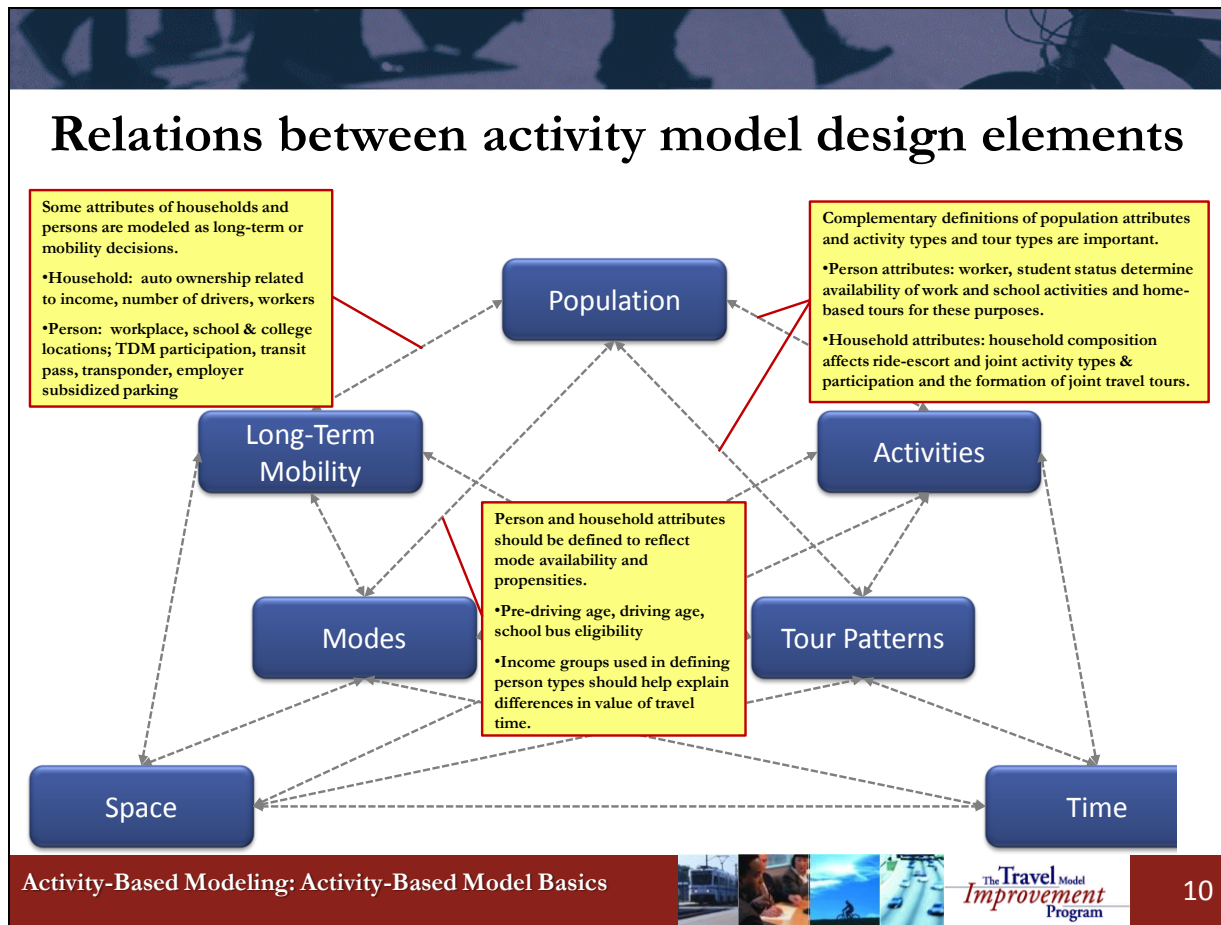 Relations between activity model design elements
Some attributes of households and
persons are modeled as long-term or
mobility decisions.
•Household:  auto ownership related
to income, number of drivers, workers
•Person:  workplace, school & college
locations; TDM participation, transit
pass, transponder, employer
subsidized parking
Complementary definitions of population attributes
and activity types and tour types are important.
•Person attributes: worker, student status determine
availability of work and school activities and home-
based tours for these purposes.
•Household attributes: household composition
affects ride-escort and joint activity types &
participation and the formation of joint travel tours.
Population
Long-Term
Mobility
Activities
Person and household attributes
should be defined to reflect
mode availability and
propensities.
•Pre-driving age, driving age,
school bus eligibility
•Income groups used in defining
person types should help explain
differences in value of travel
time.
Modes
Tour Patterns
Space
Time
Activity-Based Modeling: Activity-Based Model Basics
The Travel Model
Improvement
Program
10